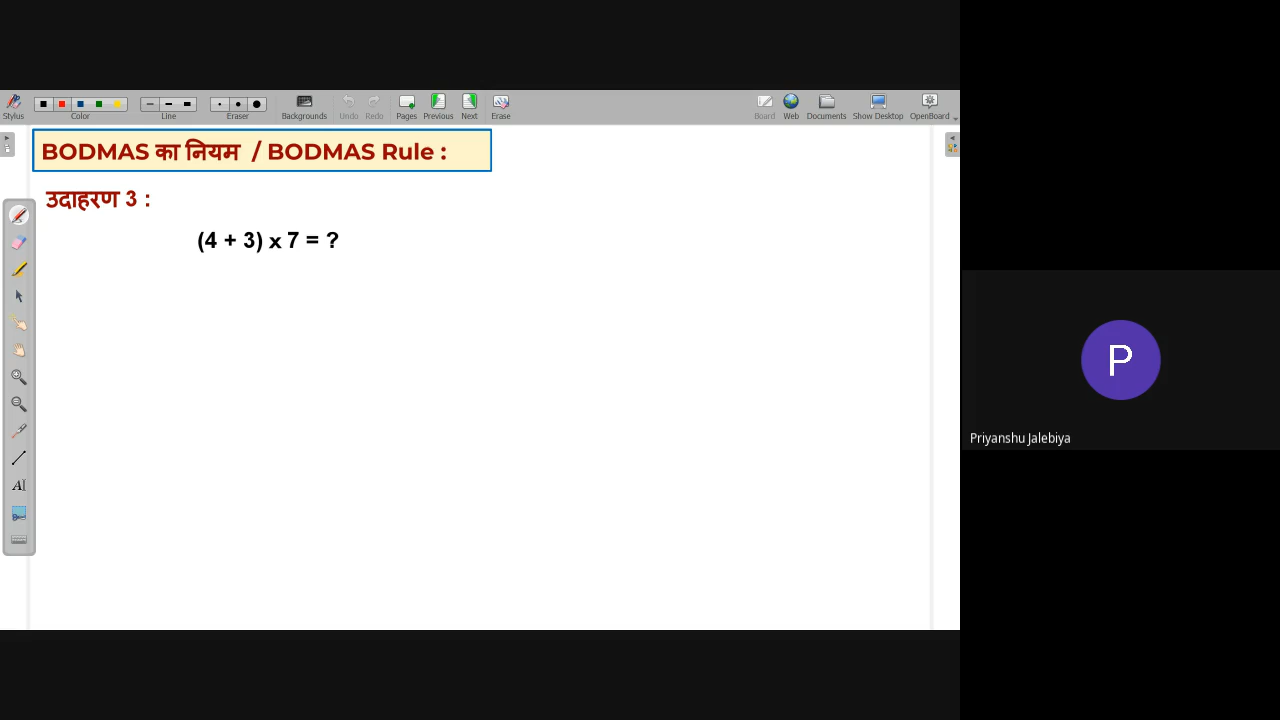 Stylus
Color
Line
Eraser
Backgrounds
Undo
Redo
Pages
Previous
Next
Erase
Board
Web
Documents
Show Desktop
OpenBoard
BODMAS का नियम / BODMAS Rule :
उदाहरण 3 :
(4 + 3) x 7 = ?
AI
P
Priyanshu Jalebiya